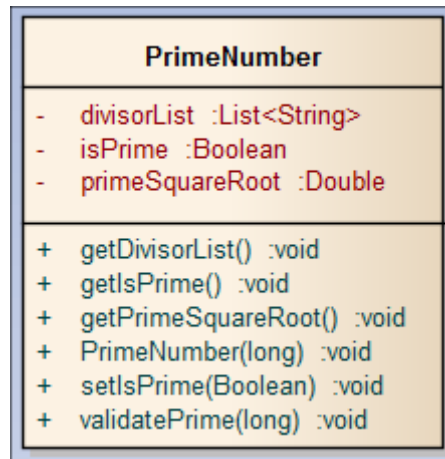 PrimeNumber
- divisorList :List<String>
- isPrime :Boolean
- primeSquareRoot :Double
+ getDivisorList() :void
+ getIsPrime() :void
+ getPrimeSquareRoot() :void
+ PrimeNumber(long) :void
+ setIsPrime(Boolean) :void
+ validatePrime(long) :void